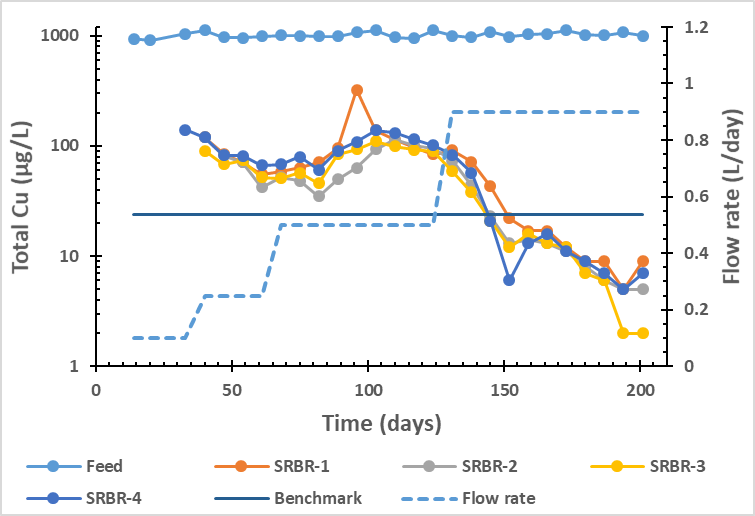 1000
100
10
1
Total Cu (µg/L)
1.2
1
0.8
0.6
0.4
0.2
0
Flow rate (L/day)
0 50 100 150 200
Time (days)
Feed SRBR-1 SRBR-2 SRBR-3
SRBR-4 Benchmark Flow rate